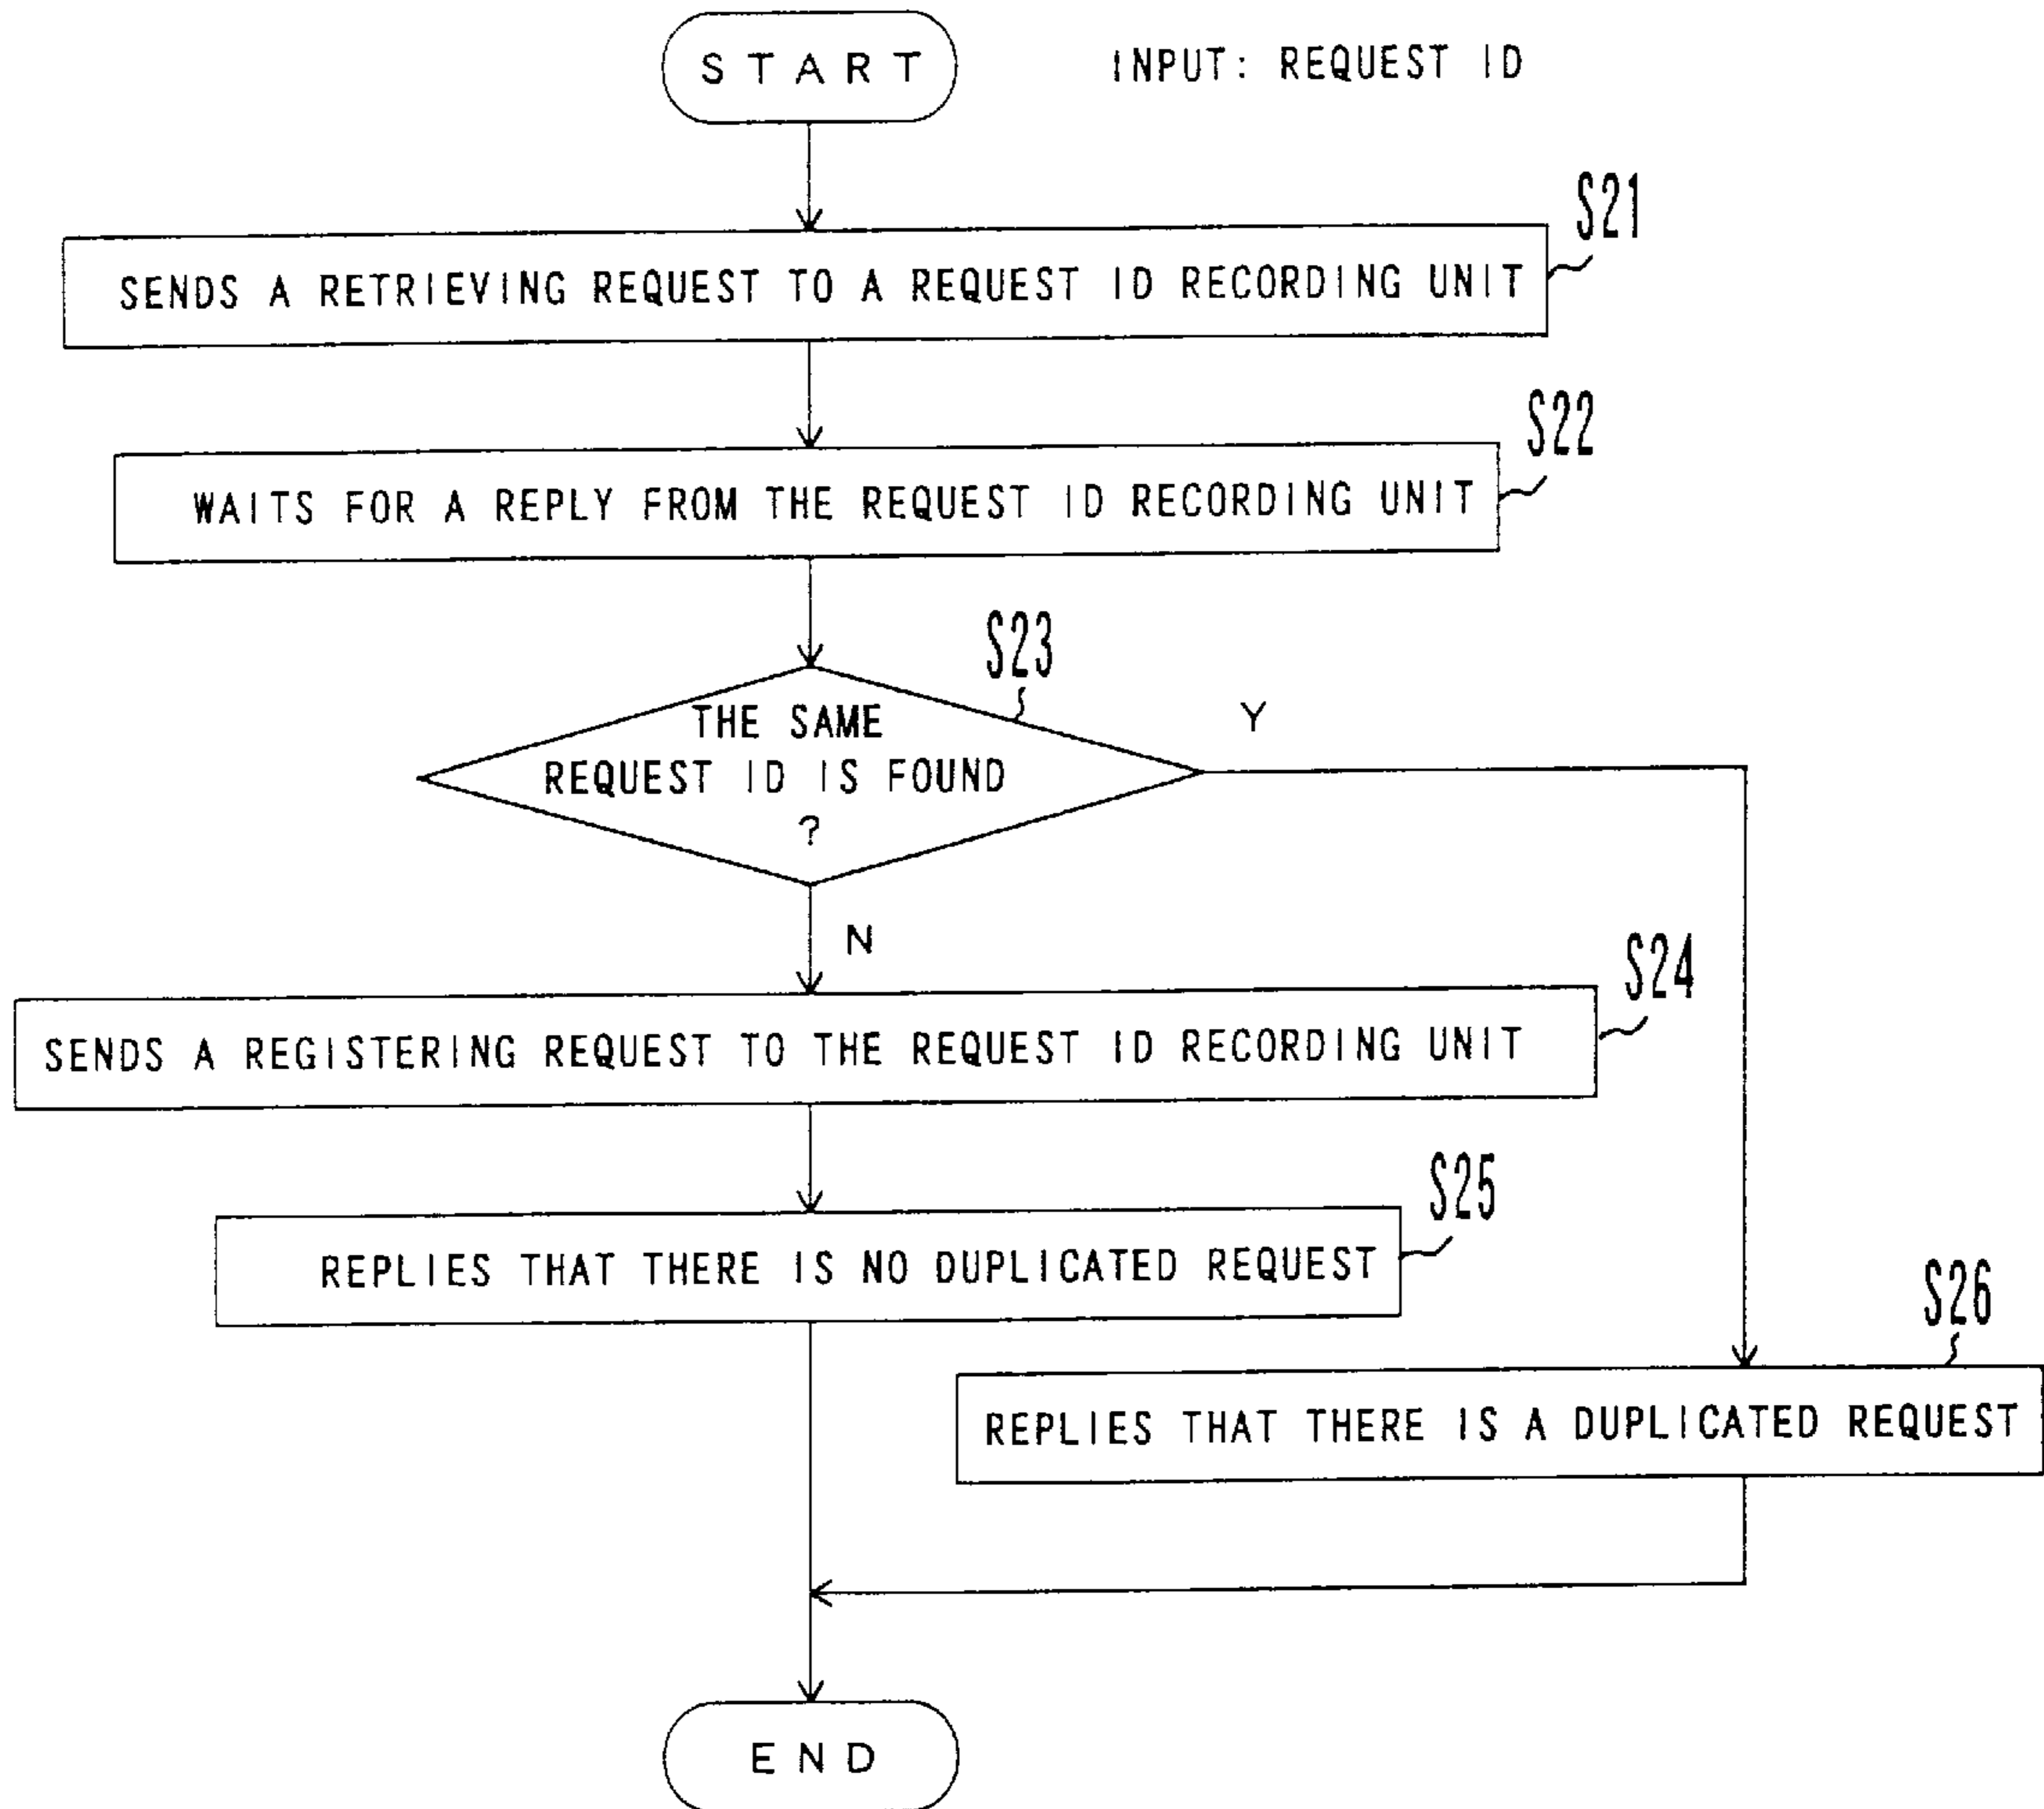 START
INPUT: REQUEST ID
S21
SENDS A RETRIEVING REQUEST TO A REQUEST ID RECORDING UNIT
S22
WAITS FOR A REPLY FROM THE REQUEST ID RECORDING UNIT
S23
THE SAME
REQUEST ID IS FOUND
?
Y
N
S24
SENDS A REGISTERING REQUEST TO THE REQUEST ID RECORDING UNIT
S25
REPLIES THAT THERE IS NO DUPLICATED REQUEST
S26
REPLIES THAT THERE IS A DUPLICATED REQUEST
END